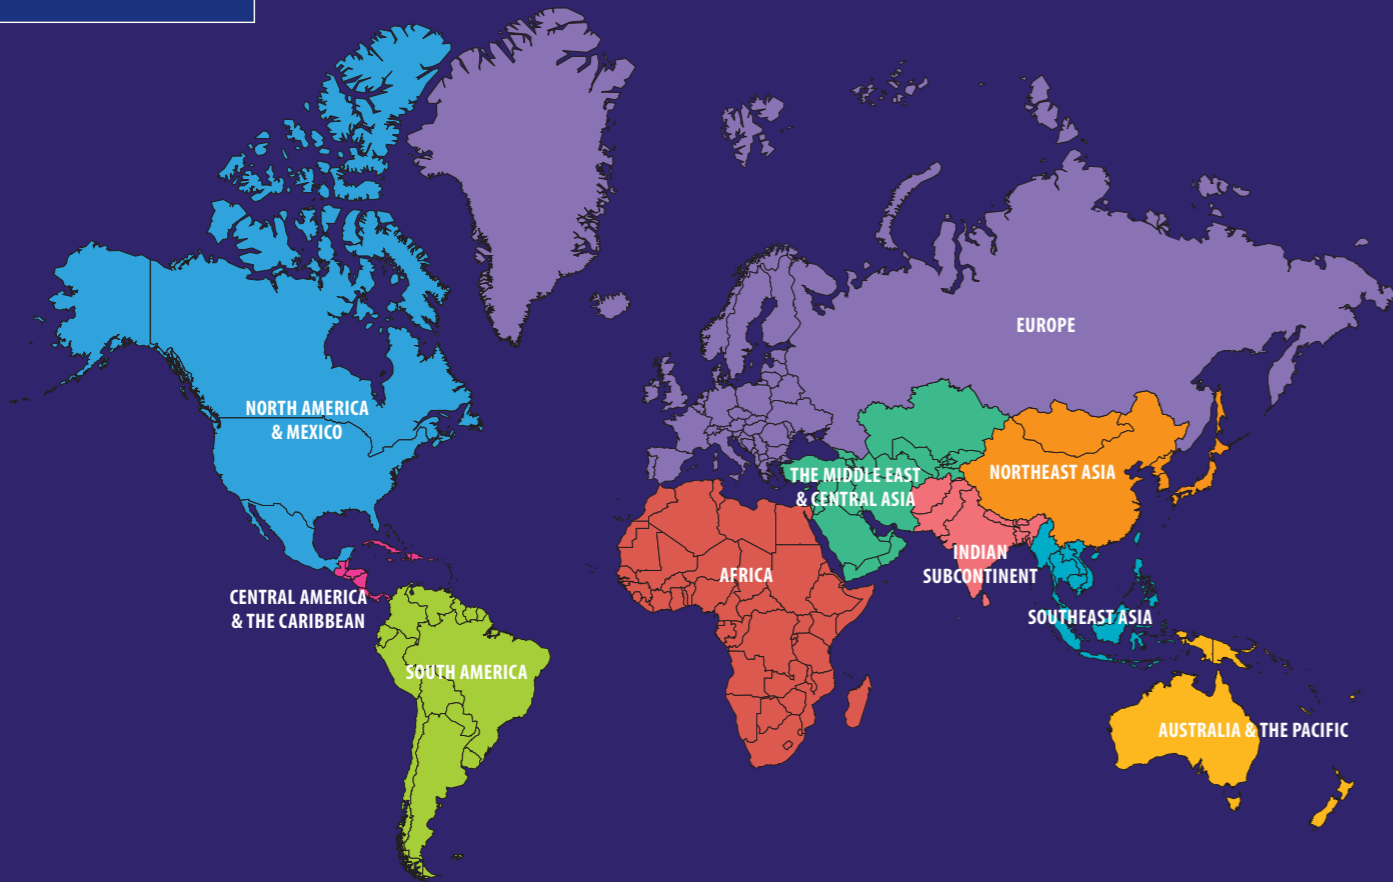 EUROPE
NORTH AMERICA
& MEXICO
THE MIDDLE EAST
& CENTRAL ASIA
NORTHEAST ASIA
INDIAN
SUBCONTINENT
AFRICA
CENTRAL AMERICA
& THE CARIBBEAN
SOUTHEAST ASIA
SOUTH AMERICA
AUSTRALIA & THE PACIFIC